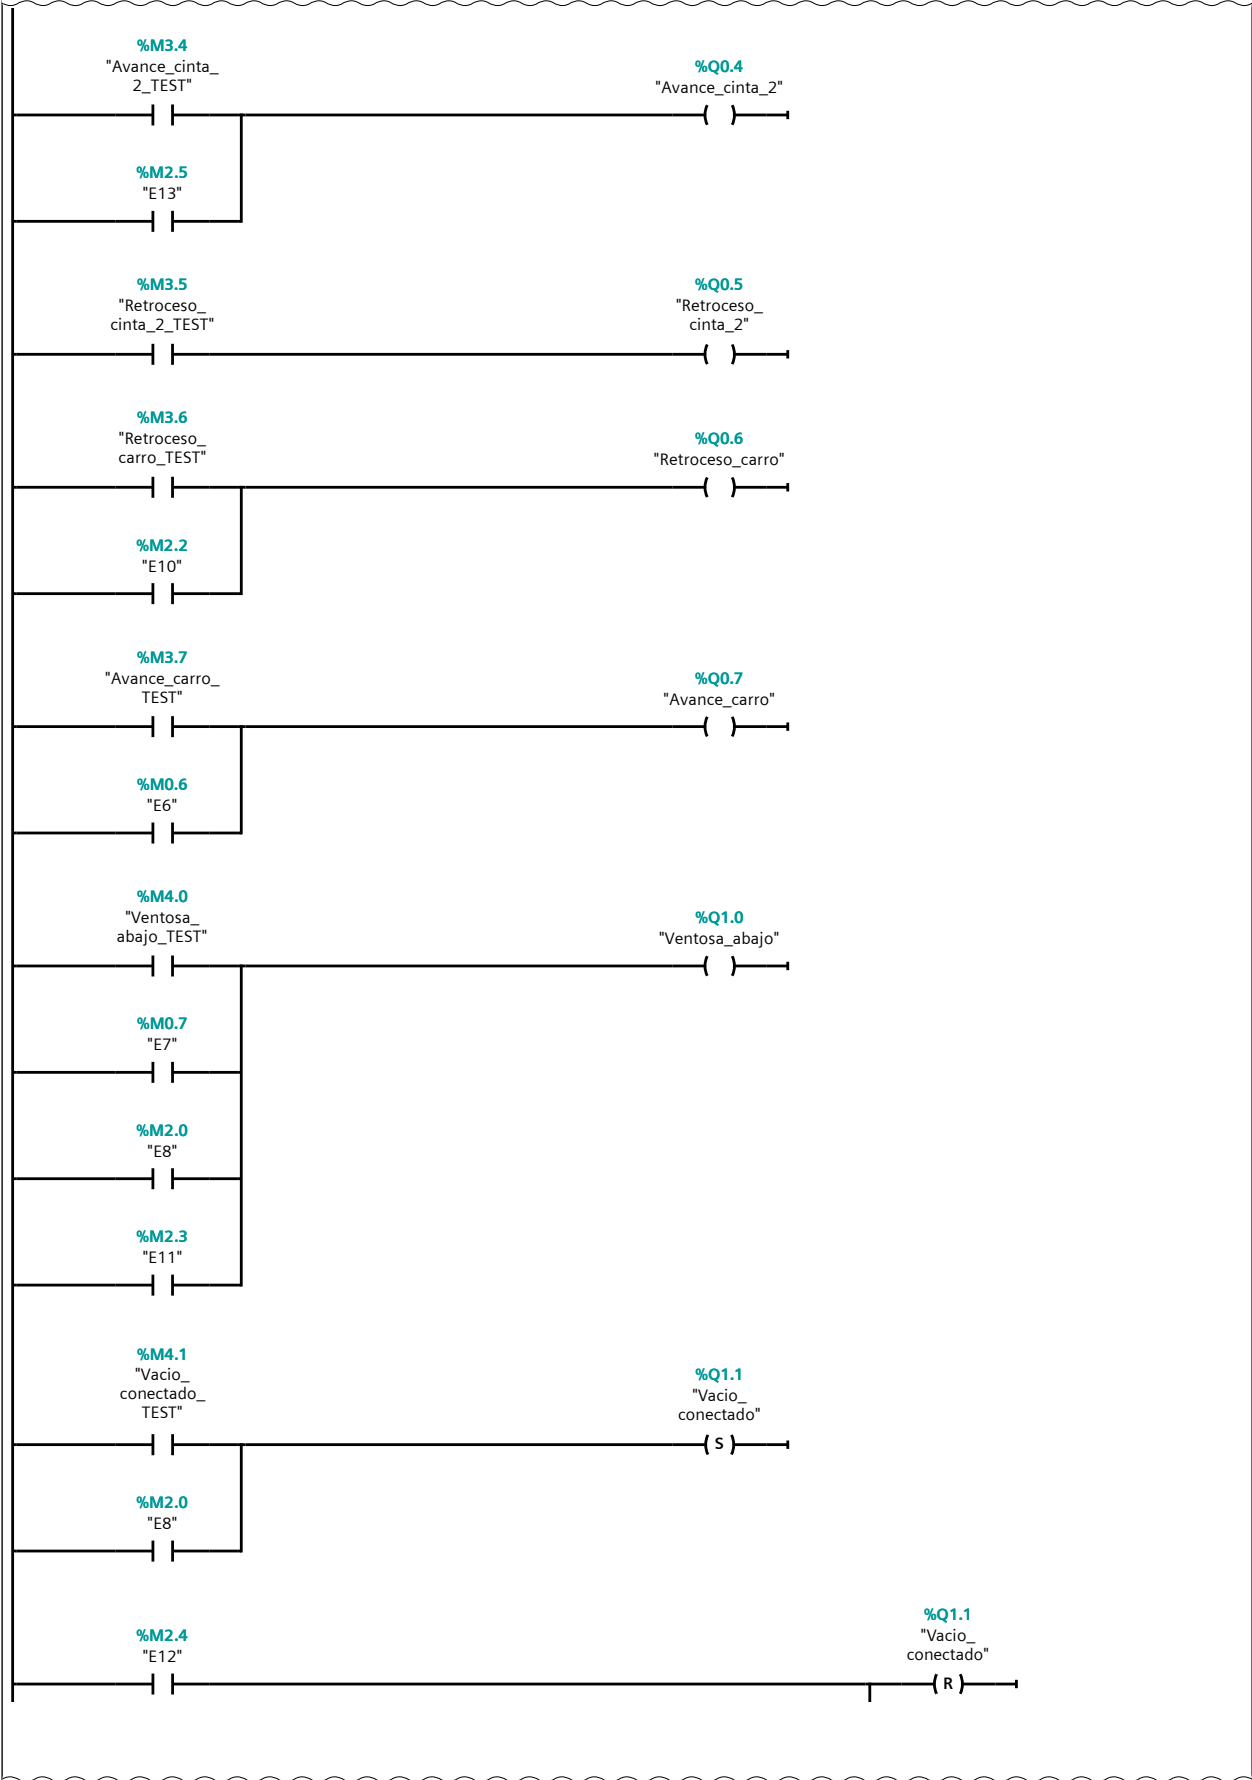 %M3.4
"Avance_cinta_
2_TEST"
%Q0.4
"Avance_cinta_2"
%M2.5
"E13"
%M3.5
"Retroceso_
cinta_2_TEST"
%Q0.5
"Retroceso_
cinta_2"
%M3.6
"Retroceso_
carro_TEST"
%Q0.6
"Retroceso_carro"
%M2.2
"E10"
%M3.7
"Avance_carro_
TEST"
%Q0.7
"Avance_carro"
%M0.6
"E6"
%M4.0
"Ventosa_
abajo_TEST"
%Q1.0
"Ventosa_abajo"
%M0.7
"E7"
%M2.0
"E8"
%M2.3
"E11"
%M4.1
"Vacio_
conectado_
TEST"
%Q1.1
"Vacio_
conectado"
S
%M2.0
"E8"
%M2.4
"E12"
%Q1.1
"Vacio_
conectado"
R